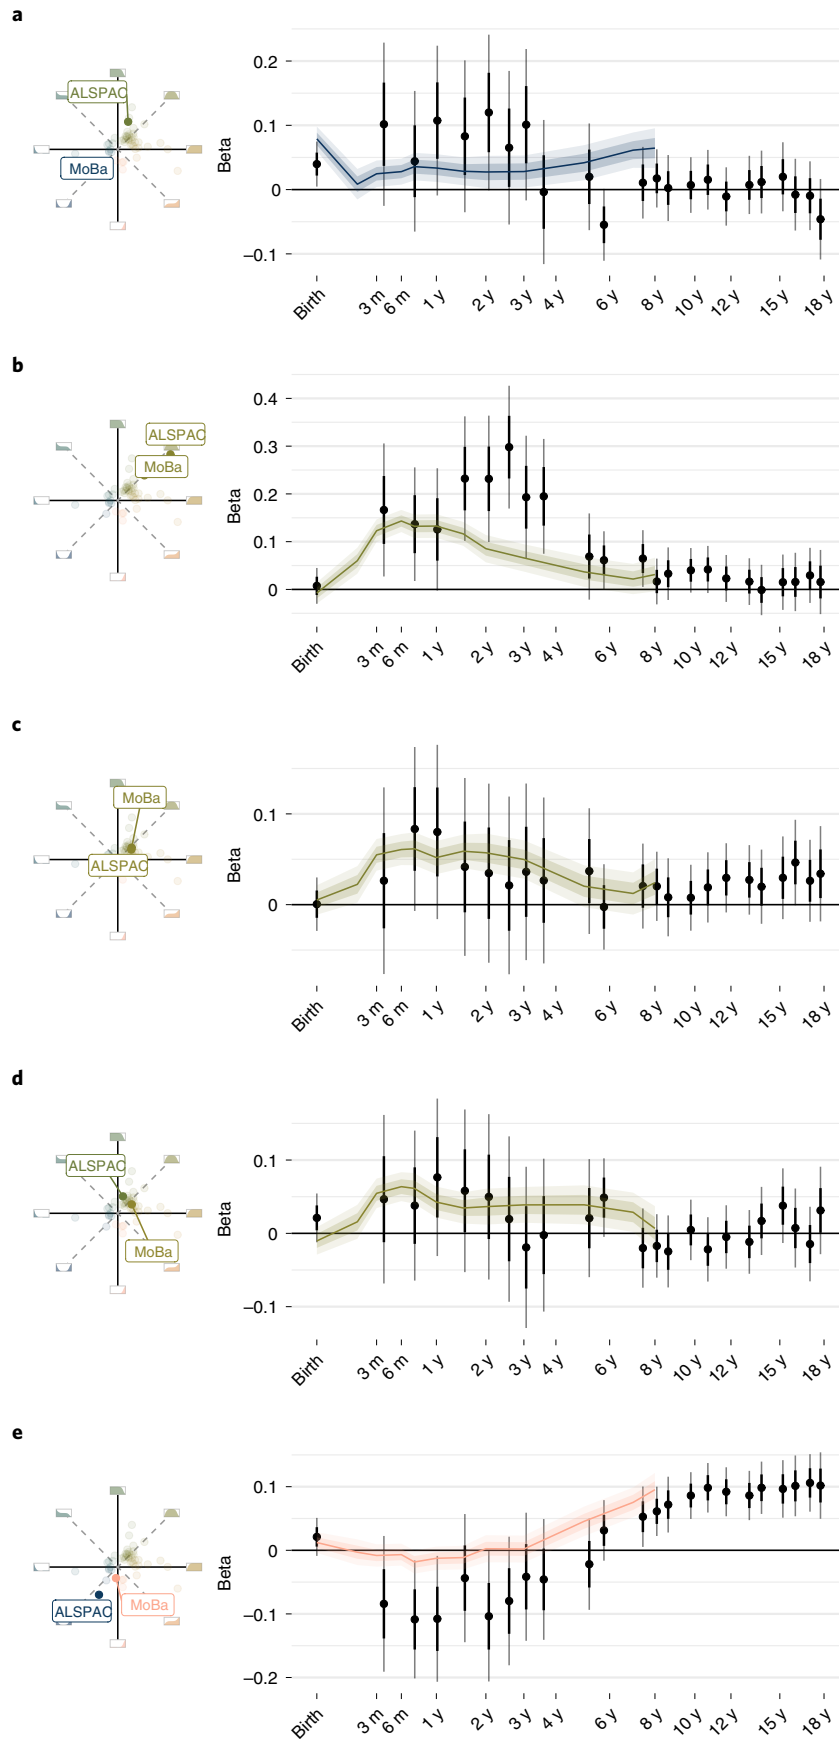 a
ALSPAC
MoBa
Beta
0.2
0.1
0
−0.1
Birth
3 m
6 m
1 y
2 y
3 y
4 y
6 y
8 y
10 y
12 y
15 y
18 y
b
ALSPAC
MoBa
Beta
0.4
0.3
0.2
0.1
0
Birth
3 m
6 m
1 y
2 y
3 y
4 y
6 y
8 y
10 y
12 y
15 y
18 y
c
MoBa
ALSPAC
Beta
0.1
0
Birth
3 m
6 m
1 y
2 y
3 y
4 y
6 y
8 y
10 y
12 y
15 y
18 y
d
ALSPAC
MoBa
Beta
0.1
0
−0.1
Birth
3 m
6 m
1 y
2 y
3 y
4 y
6 y
8 y
10 y
12 y
15 y
18 y
e
ALSPAC
MoBa
Beta
0.1
0
−0.1
−0.2
Birth
3 m
6 m
1 y
2 y
3 y
4 y
6 y
8 y
10 y
12 y
15 y
18 y